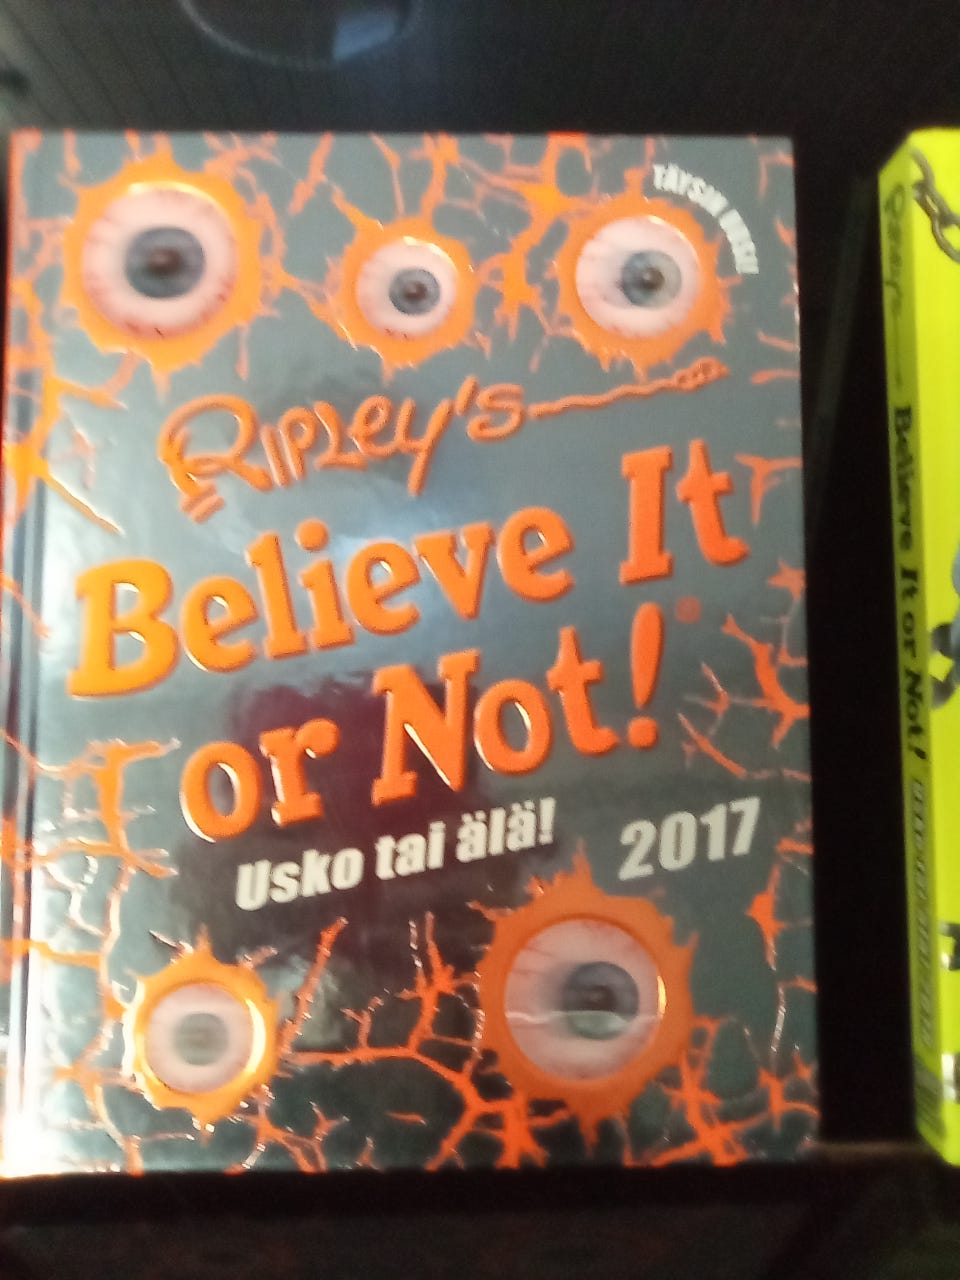 TÄYSIN UUSI!
RIPLEY'S
Believe It
or Not!®
Usko tai älä!
2017
RIPLEY'S
Believe It or Not!